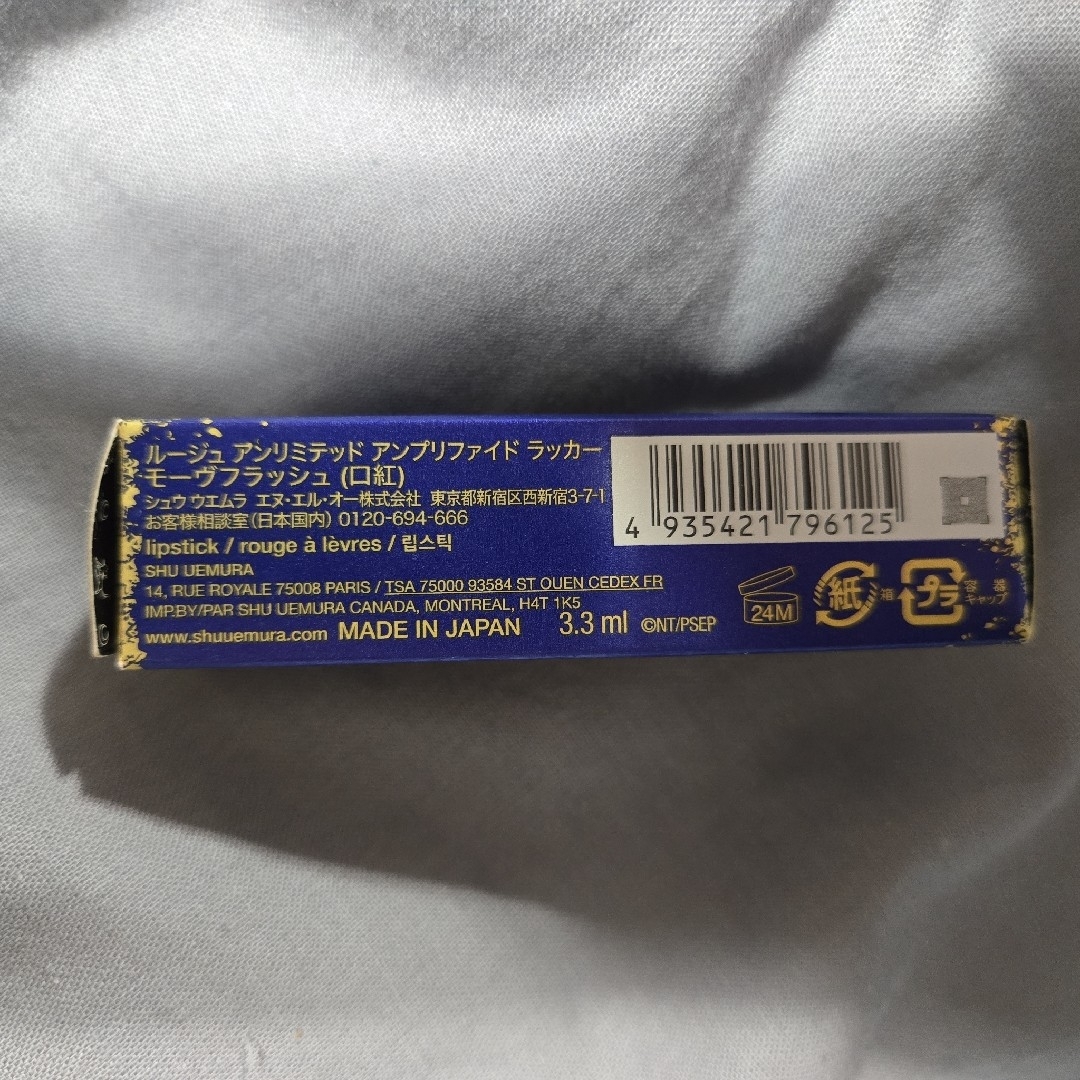 ルージュ アンリミテッド アンプリファイド ラッカー
モーヴフラッシュ (口紅)
シュウ ウエムラ エヌ・エル・オー株式会社 東京都新宿区西新宿3-7-1
お客様相談室(日本国内) 0120-694-666
lipstick / rouge à lèvres / 립스틱
SHU UEMURA
14, RUE ROYALE 75008 PARIS / TSA 75000 93584 ST OUEN CEDEX FR
IMP.BY/PAR SHU UEMURA CANADA, MONTREAL, H4T 1K5
www.shuuemura.com MADE IN JAPAN 3.3 ml ©NT/PSEP
4 935421 796125
24M
紙
箱
プラ
容器
キャップ